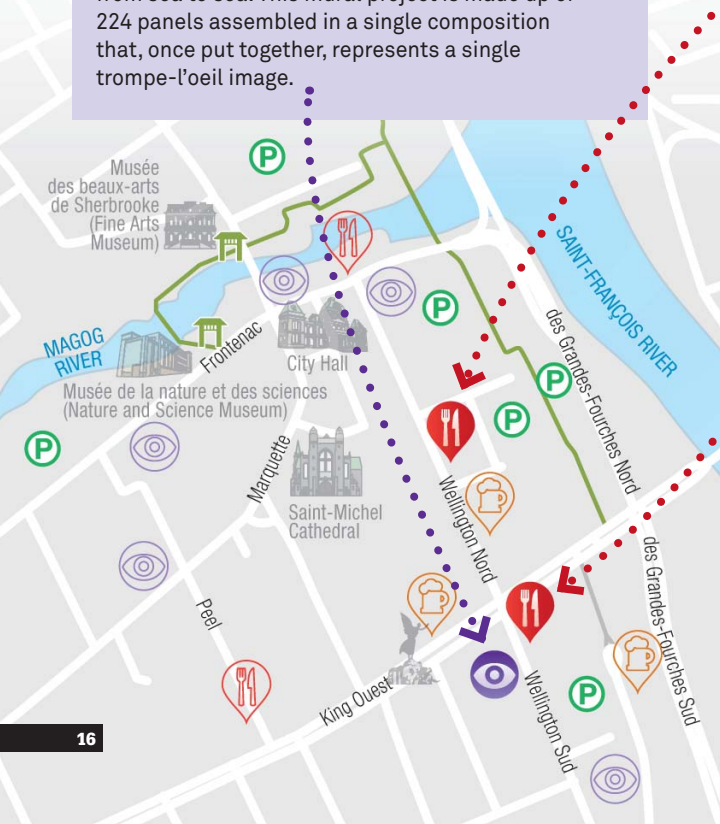 224 panels assembled in a single composition
that, once put together, represents a single
trompe-l’oeil image.
P
Musée
des beaux-arts
de Sherbrooke
(Fine Arts
Museum)
SAINT-FRANÇOIS RIVER
MAGOG
RIVER
Frontenac
City Hall
P
des Grandes-Fourches Nord
P
Musée de la nature et des sciences
(Nature and Science Museum)
P
P
Marquette
Saint-Michel
Cathedral
Wellington Nord
des Grandes-Fourches Sud
Peel
King Ouest
Wellington Sud
P
16